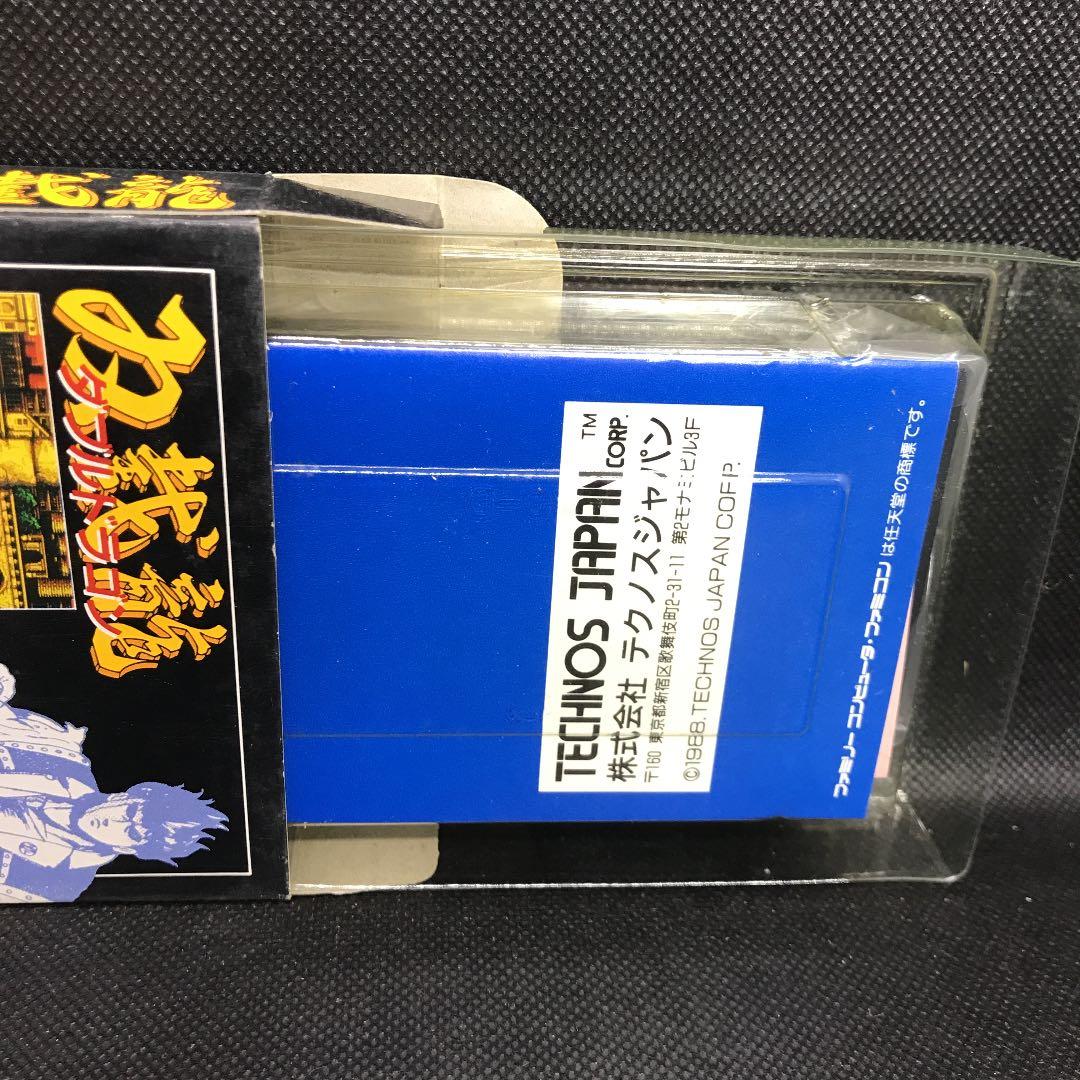 双截龍
双截龍
ダブルドラゴン
TECHNOS JAPAN CORP.™
株式会社 テクノスジャパン
〒160 東京都新宿区歌舞伎町2-31-11 第2モナミビル3F
©1988.TECHNOS JAPAN CORP.
ファミリーコンピュータ・ファミコンは任天堂の商標です。